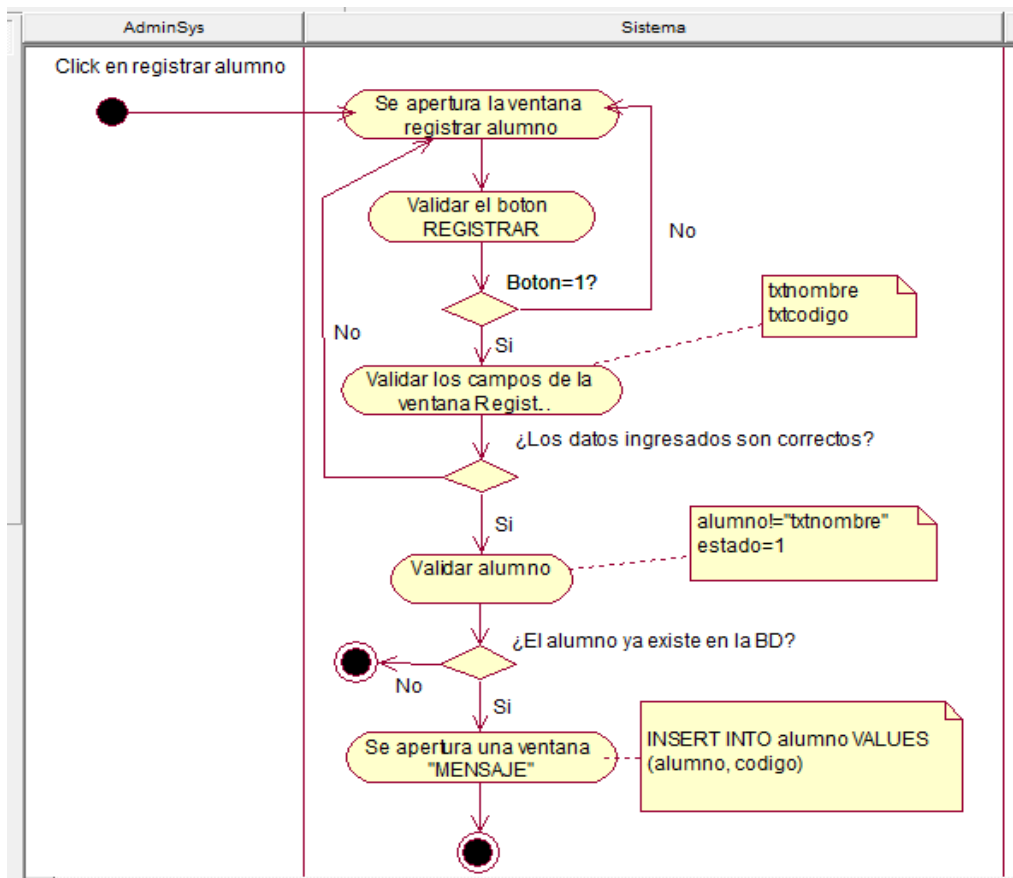 AdminSys
Sistema
Click en registrar alumno
Se apertura la ventana
registrar alumno
Validar el boton
REGISTRAR
No
Boton=1?
txtnombre
txtcodigo
No
Si
Validar los campos de la
ventana Regist..
¿Los datos ingresados son correctos?
Si
alumno!="txtnombre"
estado=1
Validar alumno
¿El alumno ya existe en la BD?
No
Si
Se apertura una ventana
"MENSAJE"
INSERT INTO alumno VALUES
(alumno, codigo)